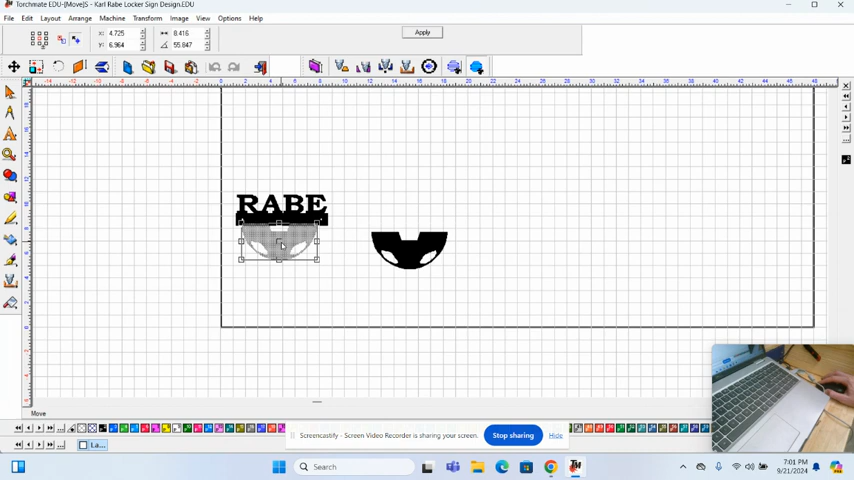 Torchmate EDU-[Move]S - Karl Rabe Locker Sign Design.EDU
File Edit Layout Arrange Machine Transform Image View Options Help
x: 4.725 8.416
y: 6.964 55.847
Apply
RABE
Move
La...
Screencastify - Screen Video Recorder is sharing your screen.
Stop sharing
Hide
Search
7:01 PM
9/21/2024